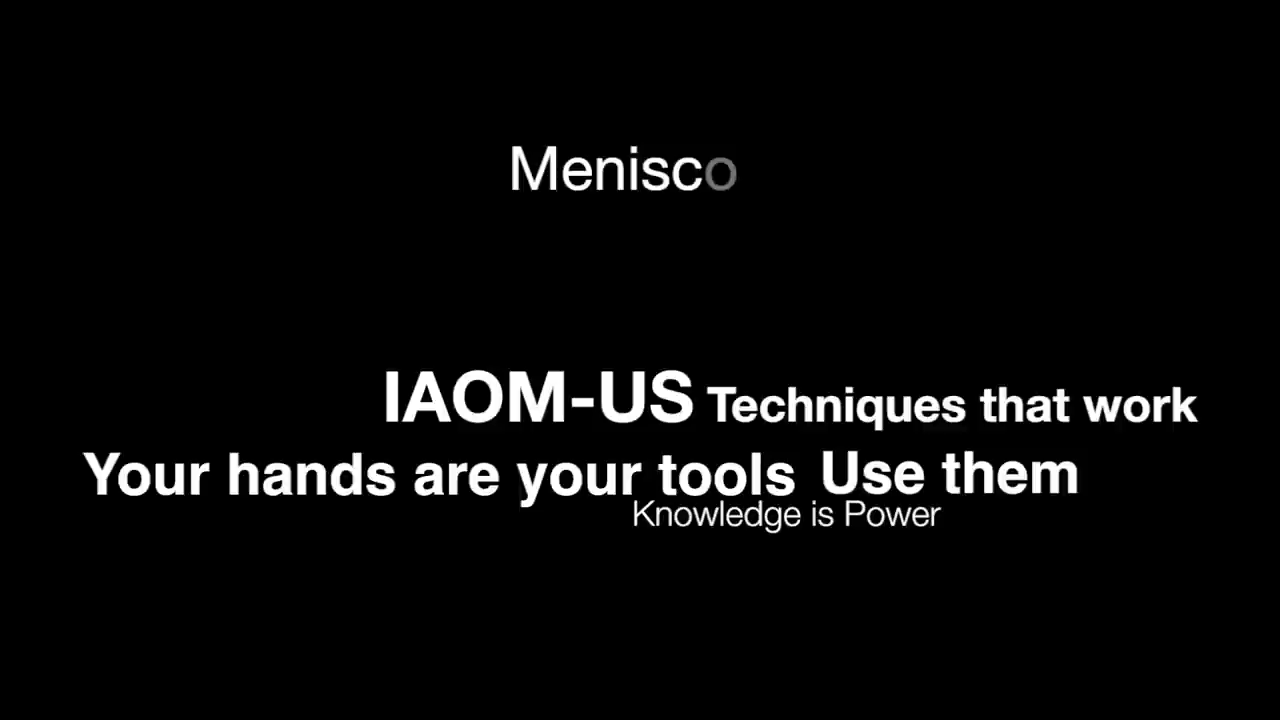 Menisco
IAOM-US Techniques that work
Your hands are your tools Use them
Knowledge is Power